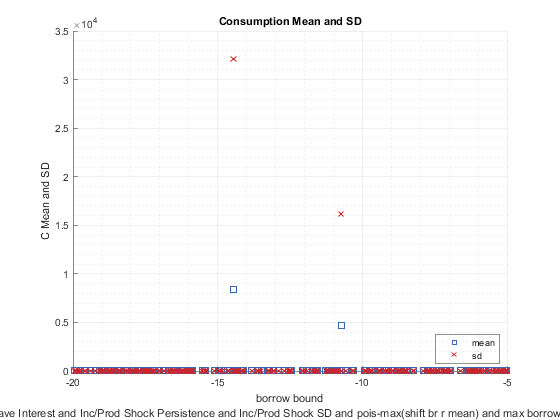 Consumption Mean and SD
×10⁴
3.5
3
2.5
2
1.5
1
0.5
0
C Mean and SD
-20
-15
-10
-5
mean
sd
borrow bound
ave Interest and Inc/Prod Shock Persistence and Inc/Prod Shock SD and pois-max(shift br r mean) and max borrow